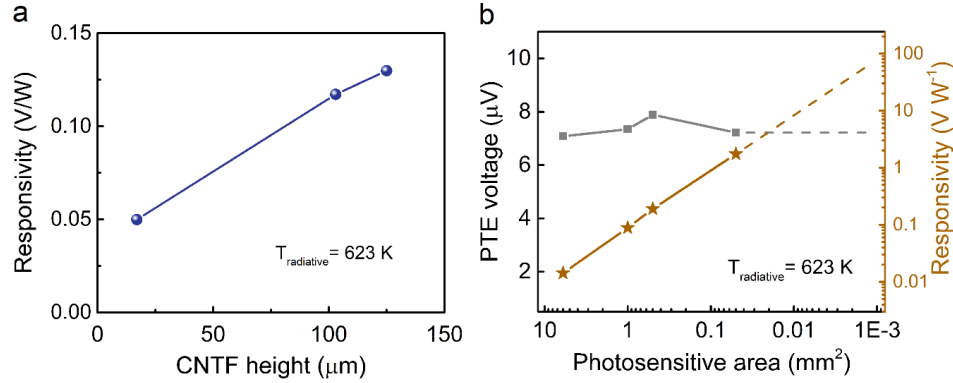 a
Responsivity (V/W)
0.15
0.10
0.05
0.00
T_radiative= 623 K
0
50
100
150
CNTF height (μm)
b
PTE voltage (μV)
10
8
6
4
2
T_radiative= 623 K
10
1
0.1
0.01
1E-3
Photosensitive area (mm²)
100
10
1
0.1
0.01
Responsivity (V W⁻¹)